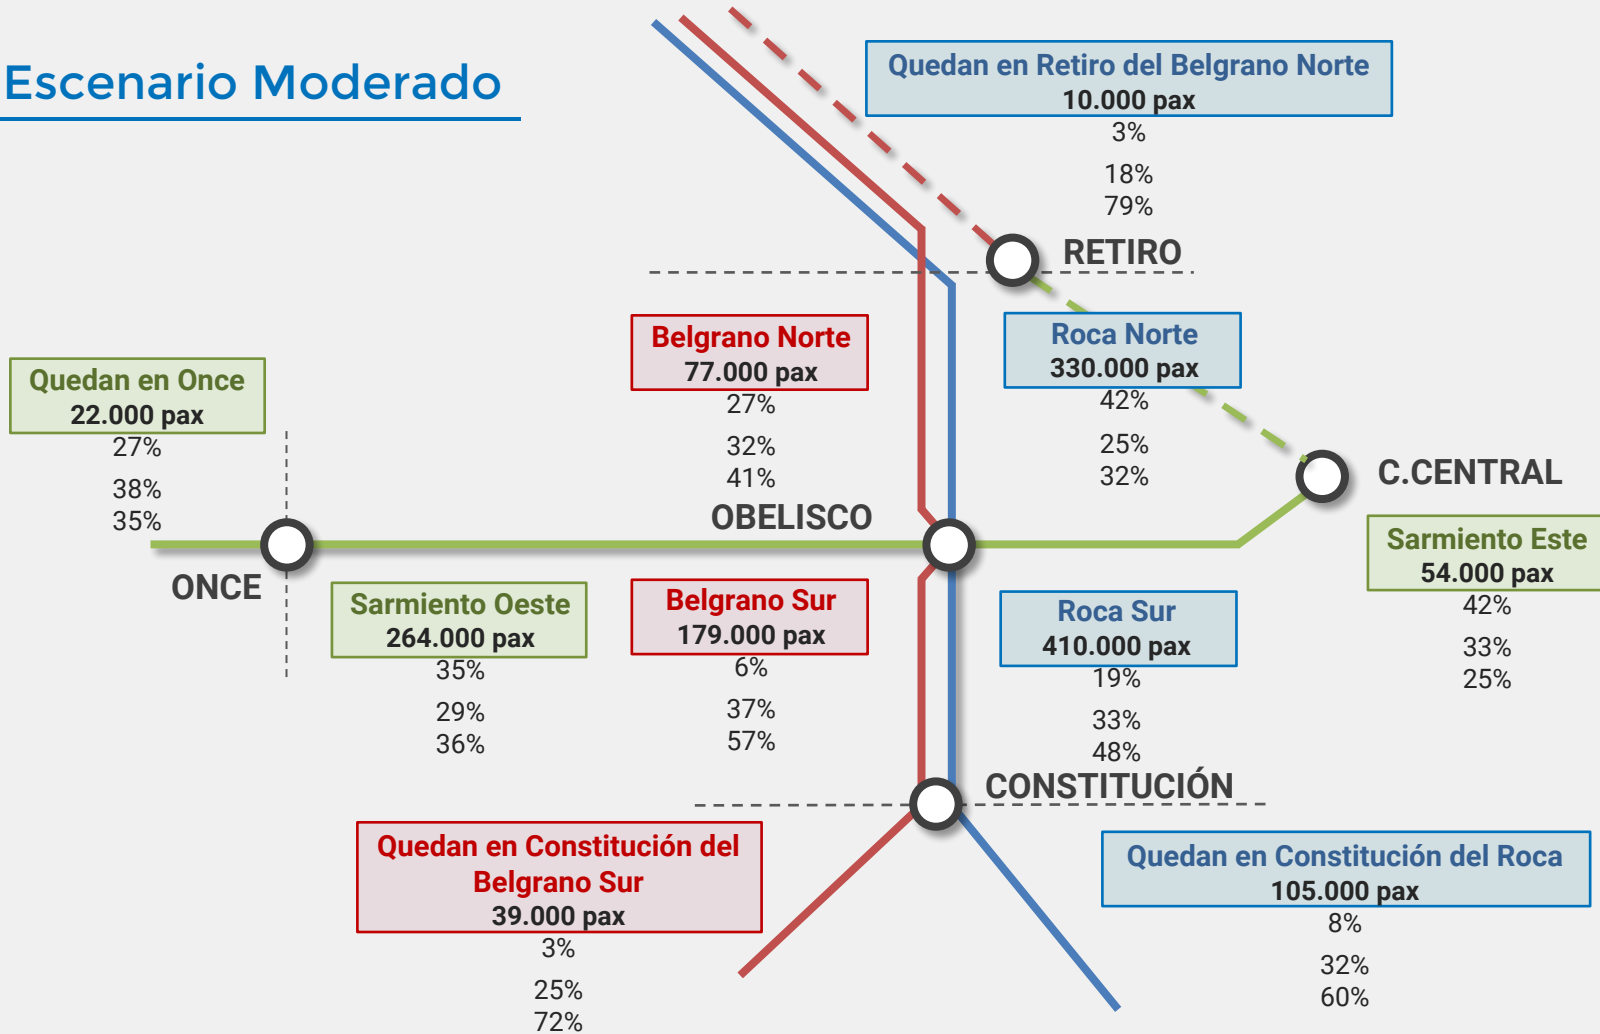 Escenario Moderado
Quedan en Retiro del Belgrano Norte
10.000 pax
3%
18%
79%
RETIRO
Belgrano Norte
77.000 pax
27%
32%
41%
Roca Norte
330.000 pax
42%
25%
32%
Quedan en Once
22.000 pax
27%
38%
35%
OBELISCO
C.CENTRAL
ONCE
Sarmiento Este
54.000 pax
42%
33%
25%
Sarmiento Oeste
264.000 pax
35%
29%
36%
Belgrano Sur
179.000 pax
6%
37%
57%
Roca Sur
410.000 pax
19%
33%
48%
CONSTITUCIÓN
Quedan en Constitución del
Belgrano Sur
39.000 pax
3%
25%
72%
Quedan en Constitución del Roca
105.000 pax
8%
32%
60%